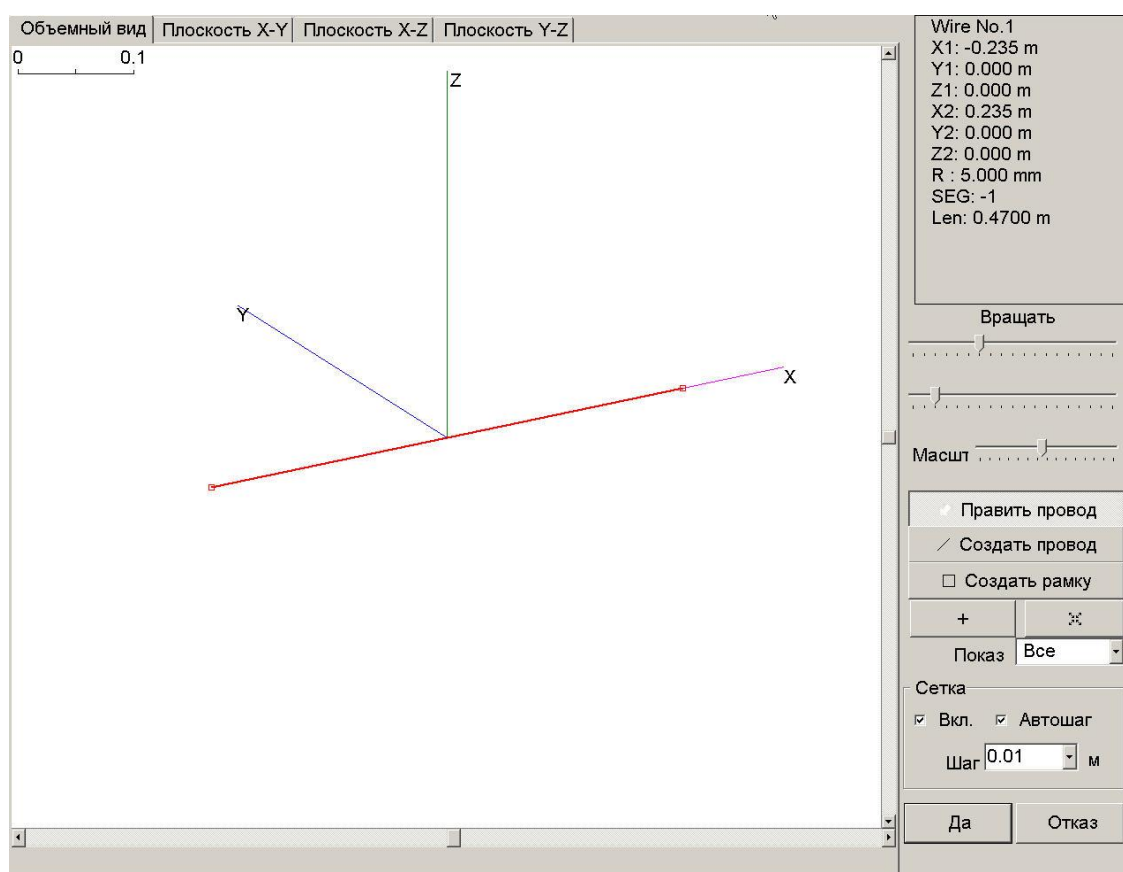 Объемный вид Плоскость X-Y Плоскость X-Z Плоскость Y-Z
0 0.1
Z
Y
X
Wire No.1
X1: -0.235 m
Y1: 0.000 m
Z1: 0.000 m
X2: 0.235 m
Y2: 0.000 m
Z2: 0.000 m
R : 5.000 mm
SEG: -1
Len: 0.4700 m
Вращать
Масшт
Править провод
Создать провод
Создать рамку
+
Показ Все
Сетка
Вкл. Автошаг
Шаг 0.01 м
Да Отказ